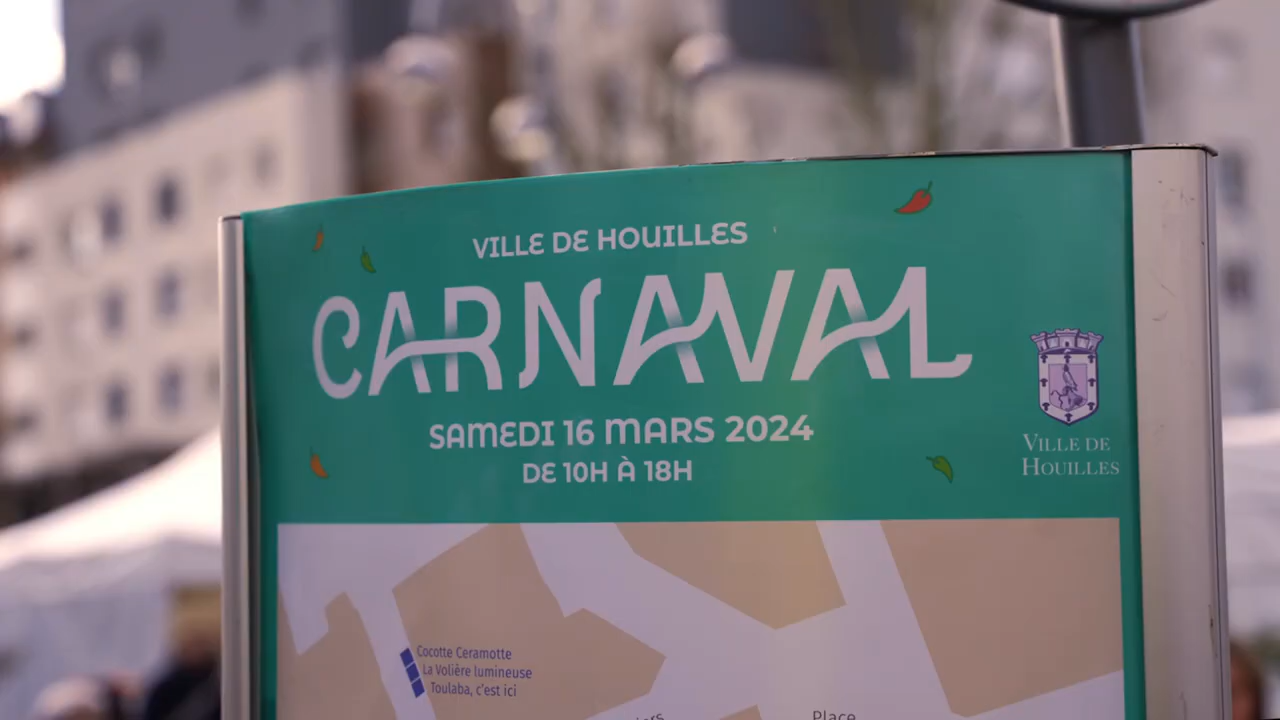 VILLE DE HOUILLES
CARNAVAL
SAMEDI 16 MARS 2024
DE 10H À 18H
VILLE DE
HOUILLES
Cocotte Ceramotte
La Volière lumineuse
Toulaba, c'est ici
Place